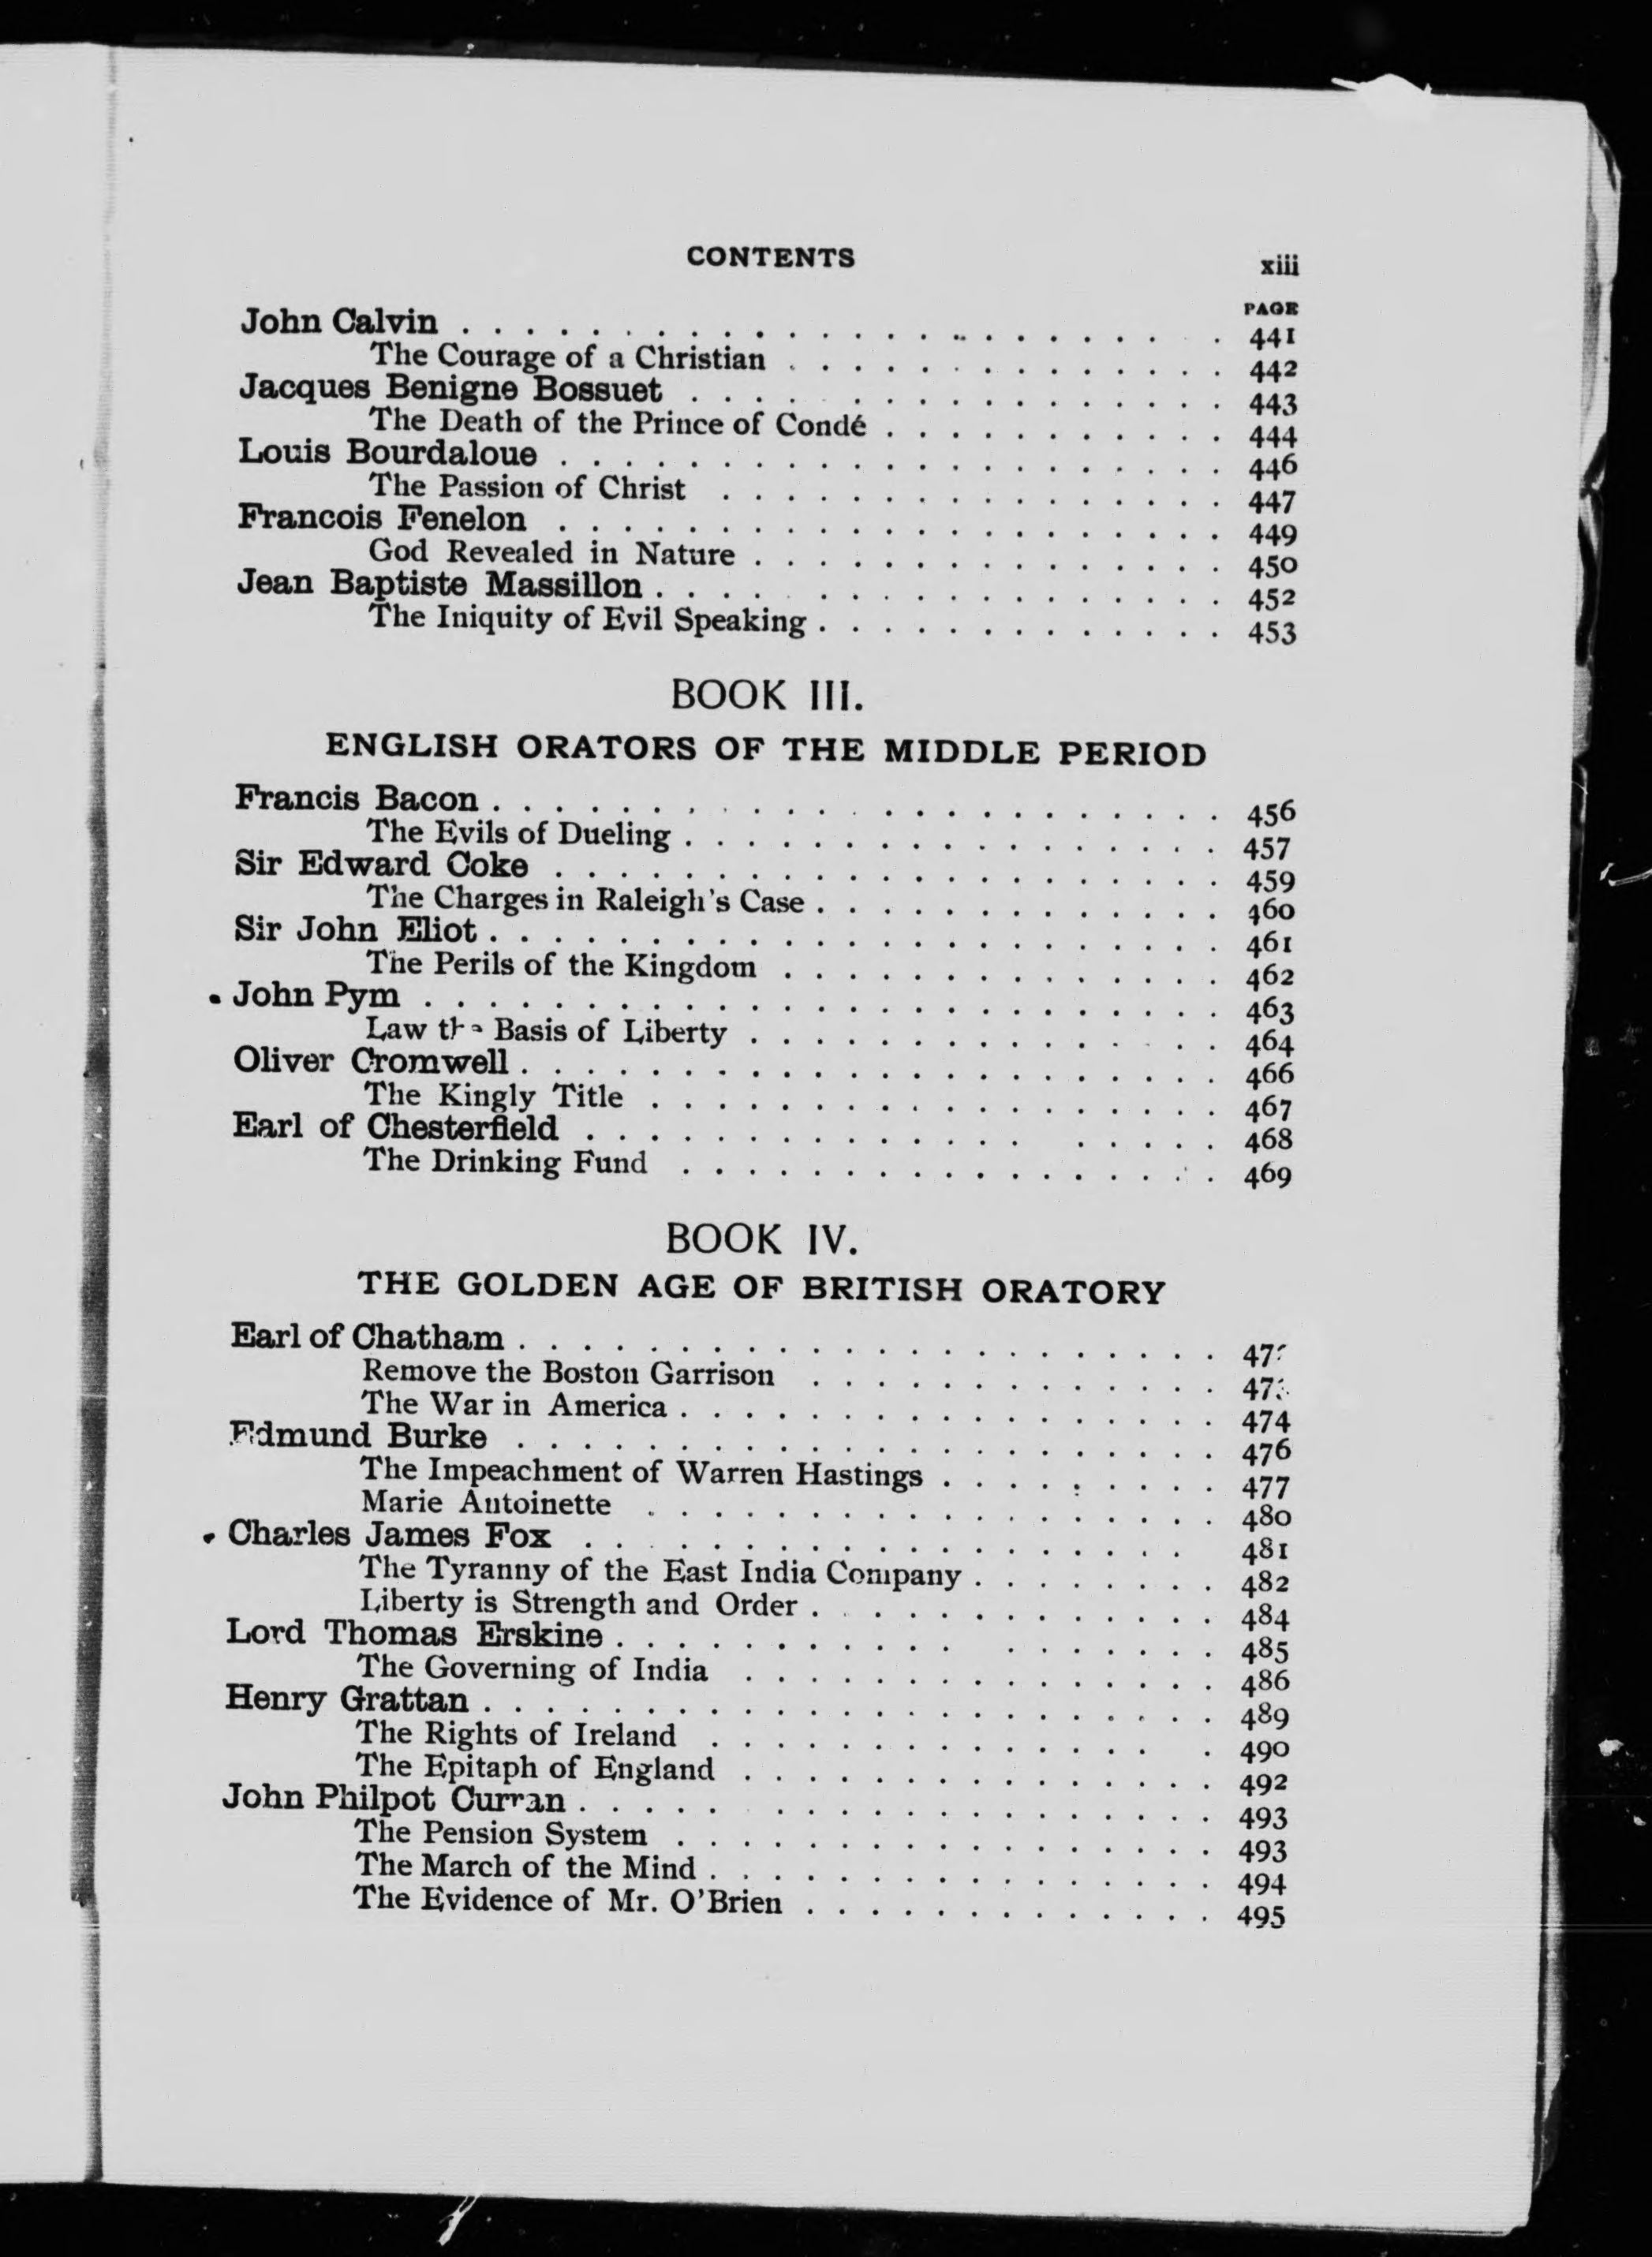 CONTENTS xiii
PAGE
John Calvin . . . . . . . . . . . . . . . . . . . . . . . 441
The Courage of a Christian . . . . . . . . . . . . . . 442
Jacques Benigne Bossuet . . . . . . . . . . . . . . . . . 443
The Death of the Prince of Condé . . . . . . . . . . . 444
Louis Bourdaloue . . . . . . . . . . . . . . . . . . . . . 446
The Passion of Christ . . . . . . . . . . . . . . . . 447
Francois Fenelon . . . . . . . . . . . . . . . . . . . . . 449
God Revealed in Nature . . . . . . . . . . . . . . . 450
Jean Baptiste Massillon . . . . . . . . . . . . . . . . . . 452
The Iniquity of Evil Speaking . . . . . . . . . . . . . 453
BOOK III.
ENGLISH ORATORS OF THE MIDDLE PERIOD
Francis Bacon . . . . . . . . . . . . . . . . . . . . . . . 456
The Evils of Dueling . . . . . . . . . . . . . . . . . 457
Sir Edward Coke . . . . . . . . . . . . . . . . . . . . . 459
The Charges in Raleigh's Case . . . . . . . . . . . . . 460
Sir John Eliot . . . . . . . . . . . . . . . . . . . . . . . 461
The Perils of the Kingdom . . . . . . . . . . . . . . 462
John Pym . . . . . . . . . . . . . . . . . . . . . . . . . 463
Law Basis of Liberty . . . . . . . . . . . . . . . 464
Oliver Cromwell . . . . . . . . . . . . . . . . . . . . . . 466
The Kingly Title . . . . . . . . . . . . . . . . . . 467
Earl of Chesterfield . . . . . . . . . . . . . . . . . . . 468
The Drinking Fund . . . . . . . . . . . . . . . . . 469
BOOK IV.
THE GOLDEN AGE OF BRITISH ORATORY
Earl of Chatham . . . . . . . . . . . . . . . . . . . . . .
Remove the Boston Garrison . . . . . . . . . . . . .
The War in America . . . . . . . . . . . . . . . . . 474
Edmund Burke . . . . . . . . . . . . . . . . . . . . . . 476
The Impeachment of Warren Hastings . . . . . . . . . 477
Marie Antoinette . . . . . . . . . . . . . . . . . . 480
Charles James Fox . . . . . . . . . . . . . . . . . . . 481
The Tyranny of the East India Company . . . . . . . . 482
Liberty is Strength and Order . . . . . . . . . . . . . 484
Lord Thomas Erskine . . . . . . . . . . . . . . . . . . 485
The Governing of India . . . . . . . . . . . . . . . 486
Henry Grattan . . . . . . . . . . . . . . . . . . . . . . . 489
The Rights of Ireland . . . . . . . . . . . . . . . 490
The Epitaph of England . . . . . . . . . . . . . . . 492
John Philpot Curran . . . . . . . . . . . . . . . . . . . 493
The Pension System . . . . . . . . . . . . . . . . . 493
The March of the Mind . . . . . . . . . . . . . . . . 494
The Evidence of Mr. O'Brien . . . . . . . . . . . . . 495